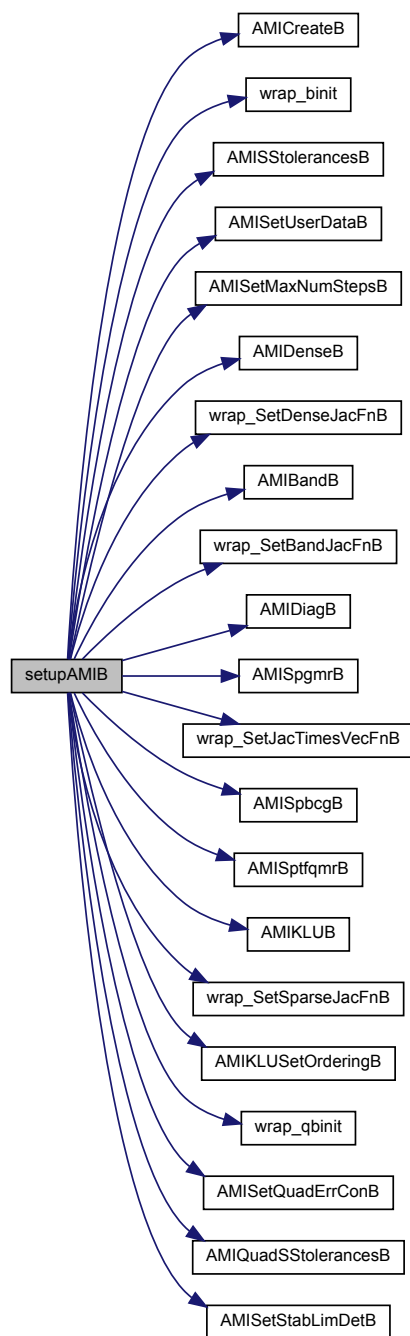 AMICreateB
wrap_binit
AMISStolerancesB
AMISetUserDataB
AMISetMaxNumStepsB
AMIDenseB
wrap_SetDenseJacFnB
AMIBandB
wrap_SetBandJacFnB
AMIDiagB
setupAMIB
AMISpgmrB
wrap_SetJacTimesVecFnB
AMISpbcgB
AMISptfqmrB
AMIKLUB
wrap_SetSparseJacFnB
AMIKLUSetOrderingB
wrap_qbinit
AMISetQuadErrConB
AMIQuadSStolerancesB
AMISetStabLimDetB